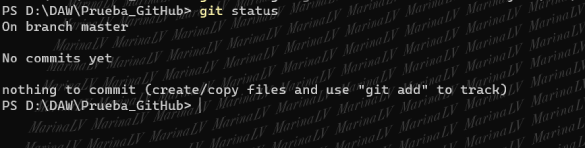 PS D:\DAW\Prueba_GitHub> git status
On branch master

No commits yet

nothing to commit (create/copy files and use "git add" to track)
PS D:\DAW\Prueba_GitHub>
MarinaLV